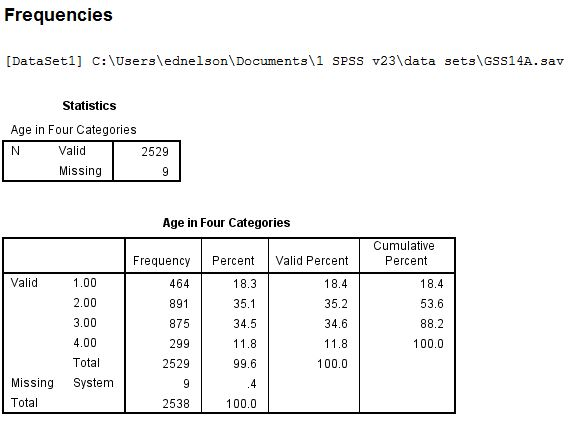 Frequencies
[DataSet1] C:\Users\ednelson\Documents\1 SPSS v23\data sets\GSS14A.sav
Statistics
Age in Four Categories
N Valid 2529
Missing 9
Age in Four Categories
Frequency Percent Valid Percent Cumulative Percent
Valid 1.00 464 18.3 18.4 18.4
2.00 891 35.1 35.2 53.6
3.00 875 34.5 34.6 88.2
4.00 299 11.8 11.8 100.0
Total 2529 99.6 100.0
Missing System 9 .4
Total 2538 100.0